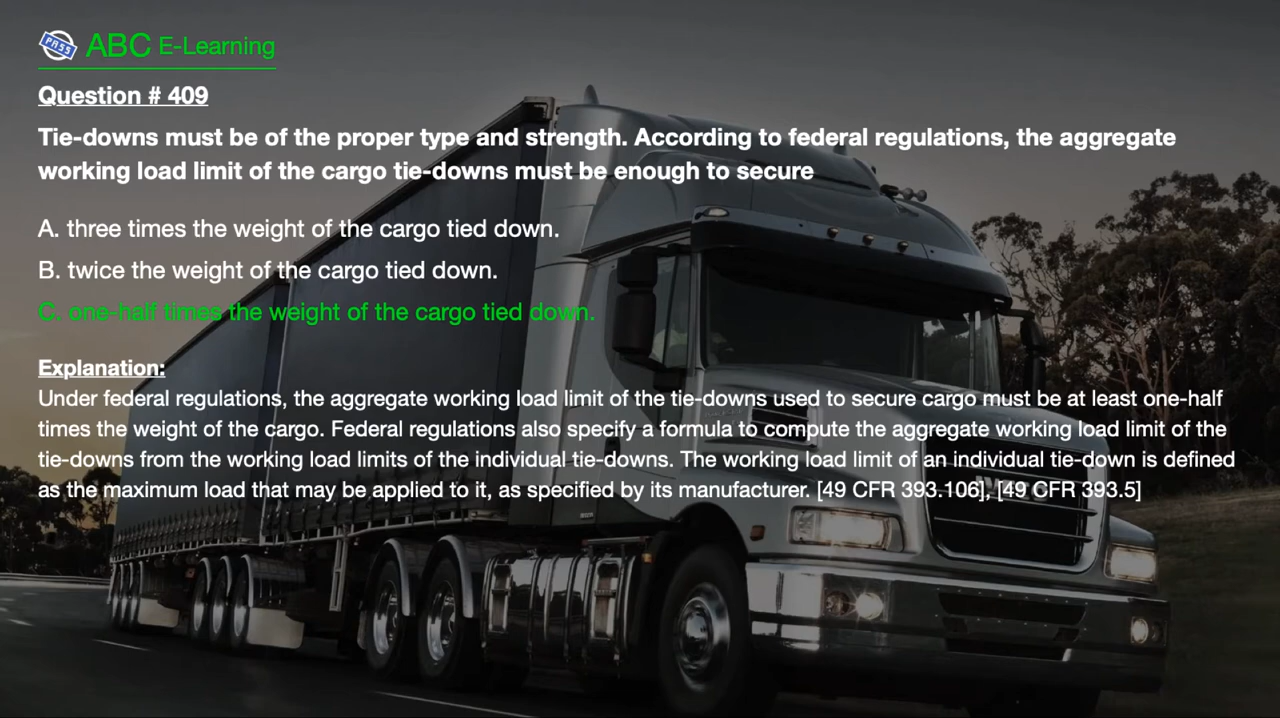 PASS ABC E-Learning
Question # 409
Tie-downs must be of the proper type and strength. According to federal regulations, the aggregate
working load limit of the cargo tie-downs must be enough to secure
A. three times the weight of the cargo tied down.
B. twice the weight of the cargo tied down.
C. one-half times the weight of the cargo tied down.
Explanation:
Under federal regulations, the aggregate working load limit of the tie-downs used to secure cargo must be at least one-half
times the weight of the cargo. Federal regulations also specify a formula to compute the aggregate working load limit of the
tie-downs from the working load limits of the individual tie-downs. The working load limit of an individual tie-down is defined
as the maximum load that may be applied to it, as specified by its manufacturer. [49 CFR 393.106], [49 CFR 393.5]